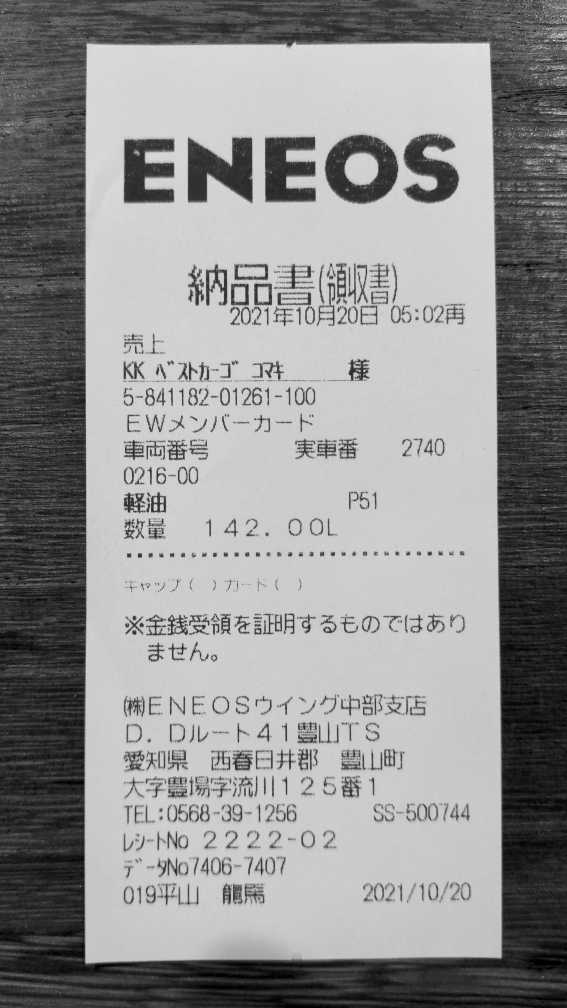 ENEOS
納品書(領収書)
2021年10月20日 05:02再
売上
KK ﾍﾞｽﾄｶｰｺﾞ ｺﾏｷ 様
5-841182-01261-100
ＥＷメンバーカード
車両番号 実車番 2740
0216-00
軽油 P51
数量 １４２．００L
キャップ（ ）カード（ ）
※金銭受領を証明するものではあり
ません。
㈱ＥＮＥＯＳウイング中部支店
Ｄ．Ｄルート４１豊山ＴＳ
愛知県 西春日井郡 豊山町
大字豊場字流川１２５番１
TEL:0568-39-1256 SS-500744
ﾚｼｰﾄNo ２２２２-０２
ﾃﾞｰﾀNo7406-7407
019平山 龍馬 2021/10/20